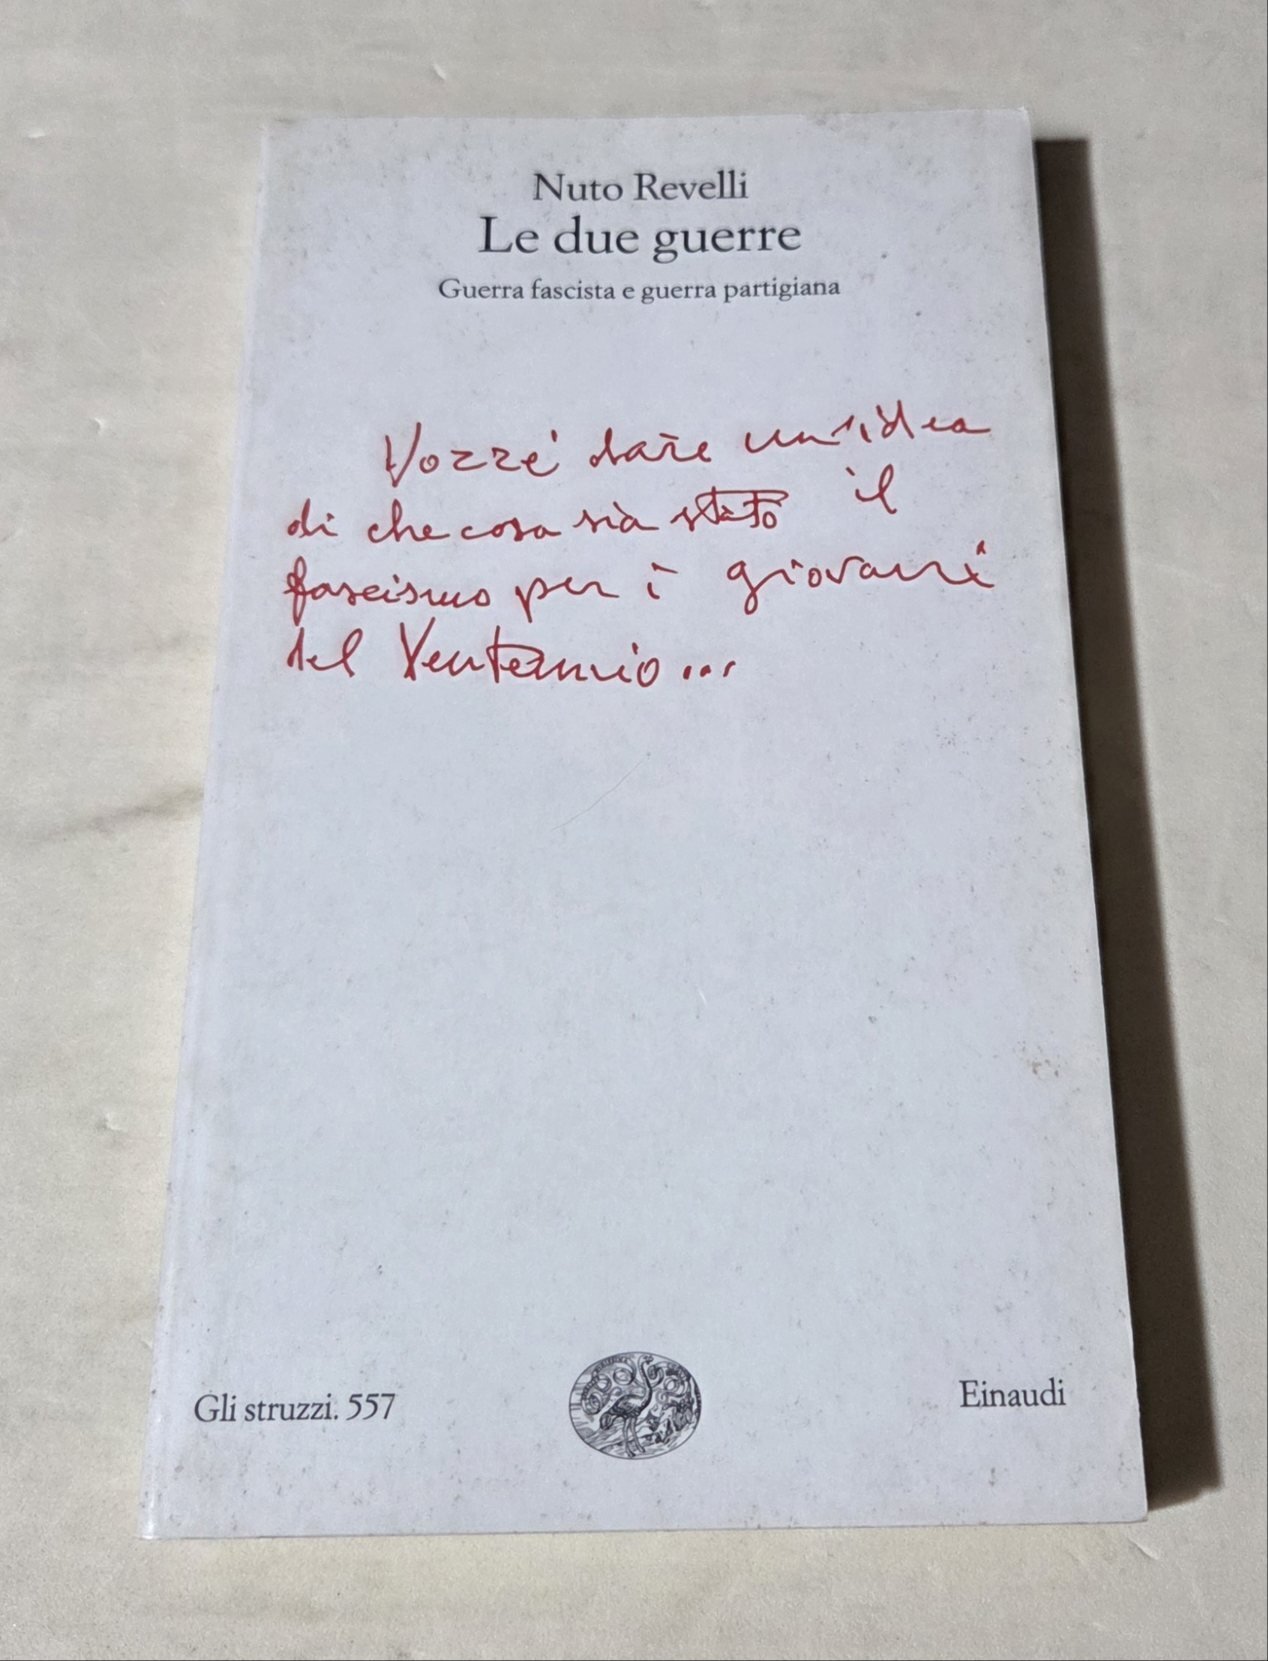 Nuto Revelli
Le due guerre
Guerra fascista e guerra partigiana
Vorrei dare un'idea
di che cosa sia stato il
fascismo per i giovani
del Ventennio...
Gli struzzi. 557
Einaudi